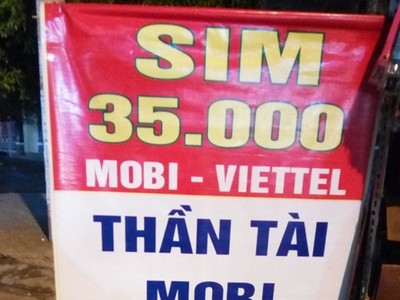 SIM
35.000
MOBI - VIETTEL
THẦN TÀI
MOBI